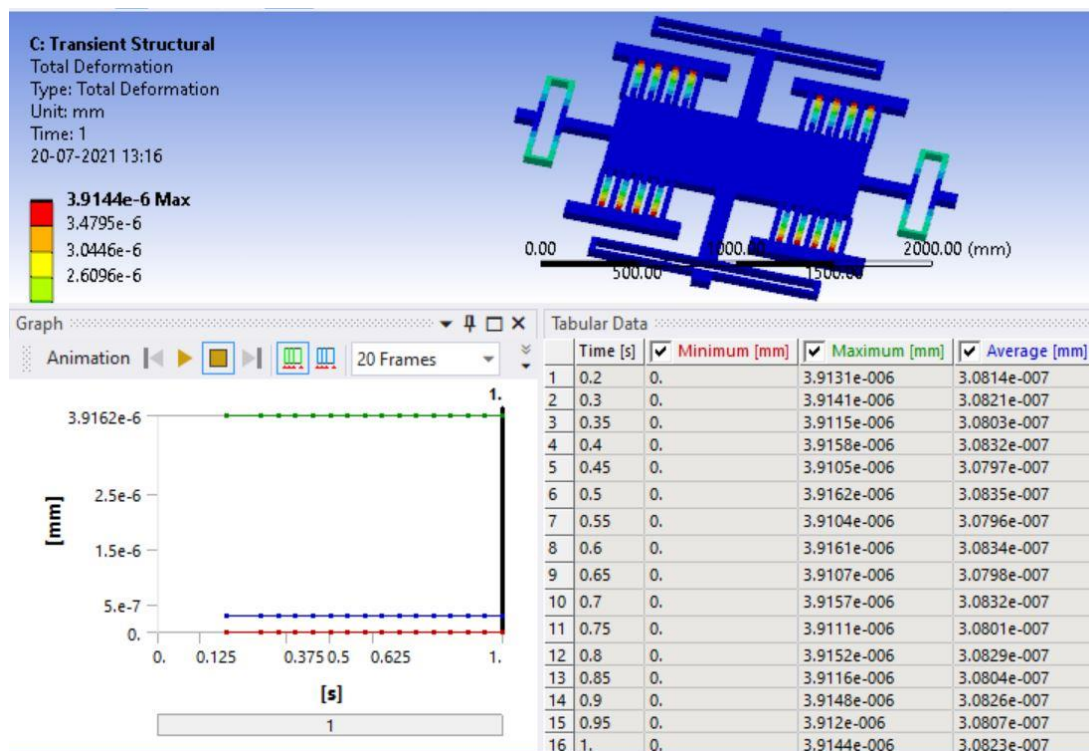 C: Transient Structural
Total Deformation
Type: Total Deformation
Unit: mm
Time: 1
20-07-2021 13:16
3.9144e-6 Max
3.4795e-6
3.0446e-6
2.6096e-6
0.00 1000.00 2000.00 (mm)
500.00 1500.00
Graph
Animation 20 Frames
1.
3.9162e-6
2.5e-6
1.5e-6
5.e-7
0.
[mm]
0. 0.125 0.375 0.5 0.625 1.
[s]
1
Tabular Data
Time [s] Minimum [mm] Maximum [mm] Average [mm]
1 0.2 0. 3.9131e-006 3.0814e-007
2 0.3 0. 3.9141e-006 3.0821e-007
3 0.35 0. 3.9115e-006 3.0803e-007
4 0.4 0. 3.9158e-006 3.0832e-007
5 0.45 0. 3.9105e-006 3.0797e-007
6 0.5 0. 3.9162e-006 3.0835e-007
7 0.55 0. 3.9104e-006 3.0796e-007
8 0.6 0. 3.9161e-006 3.0834e-007
9 0.65 0. 3.9107e-006 3.0798e-007
10 0.7 0. 3.9157e-006 3.0832e-007
11 0.75 0. 3.9111e-006 3.0801e-007
12 0.8 0. 3.9152e-006 3.0829e-007
13 0.85 0. 3.9116e-006 3.0804e-007
14 0.9 0. 3.9148e-006 3.0826e-007
15 0.95 0. 3.912e-006 3.0807e-007
16 1. 0. 3.9144e-006 3.0823e-007